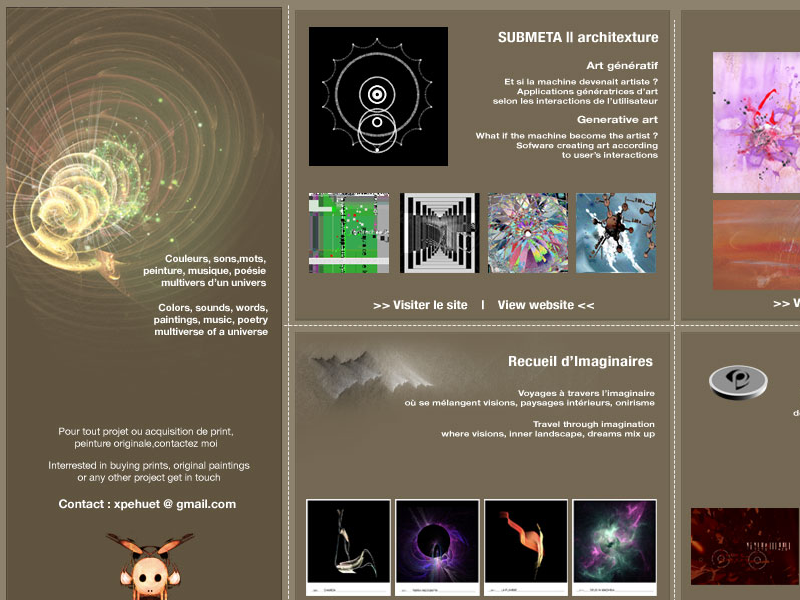 Couleurs, sons,mots,
peinture, musique, poésie
multivers d'un univers
Colors, sounds, words,
paintings, music, poetry
multiverse of a universe
Pour tout projet ou acquisition de print,
peinture originale,contactez moi
Interrested in buying prints, original paintings
or any other project get in touch
Contact : xpehuet @ gmail.com
SUBMETA || architexture
Art génératif
Et si la machine devenait artiste ?
Applications génératrices d'art
selon les interactions de l'utilisateur
Generative art
What if the machine become the artist ?
Sofware creating art according
to user's interactions
>> Visiter le site | View website <<
Recueil d'Imaginaires
Voyages à travers l'imaginaire
où se mélangent visions, paysages intérieurs, onirisme
Travel through imagination
where visions, inner landscape, dreams mix up
>> V